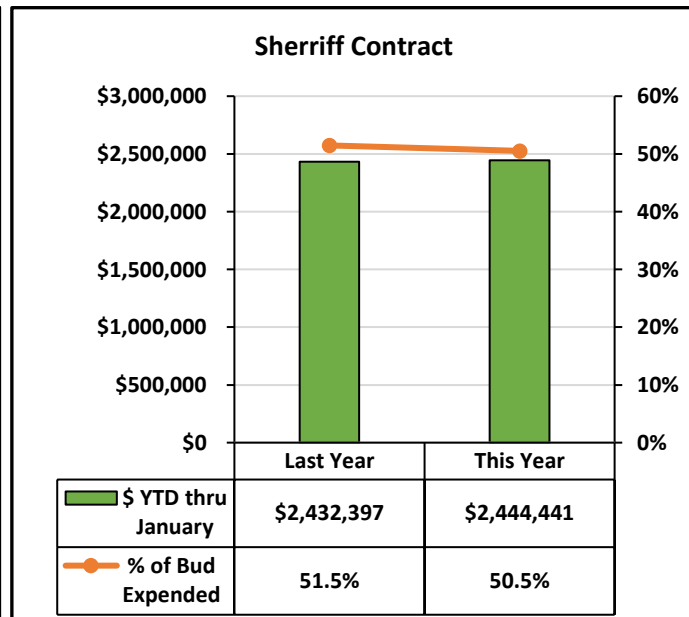 Sherriff Contract
$3,000,000 60%
$2,500,000 50%
$2,000,000 40%
$1,500,000 30%
$1,000,000 20%
$500,000 10%
$0 0%
Last Year This Year
$ YTD thru
January $2,432,397 $2,444,441
% of Bud
Expended 51.5% 50.5%